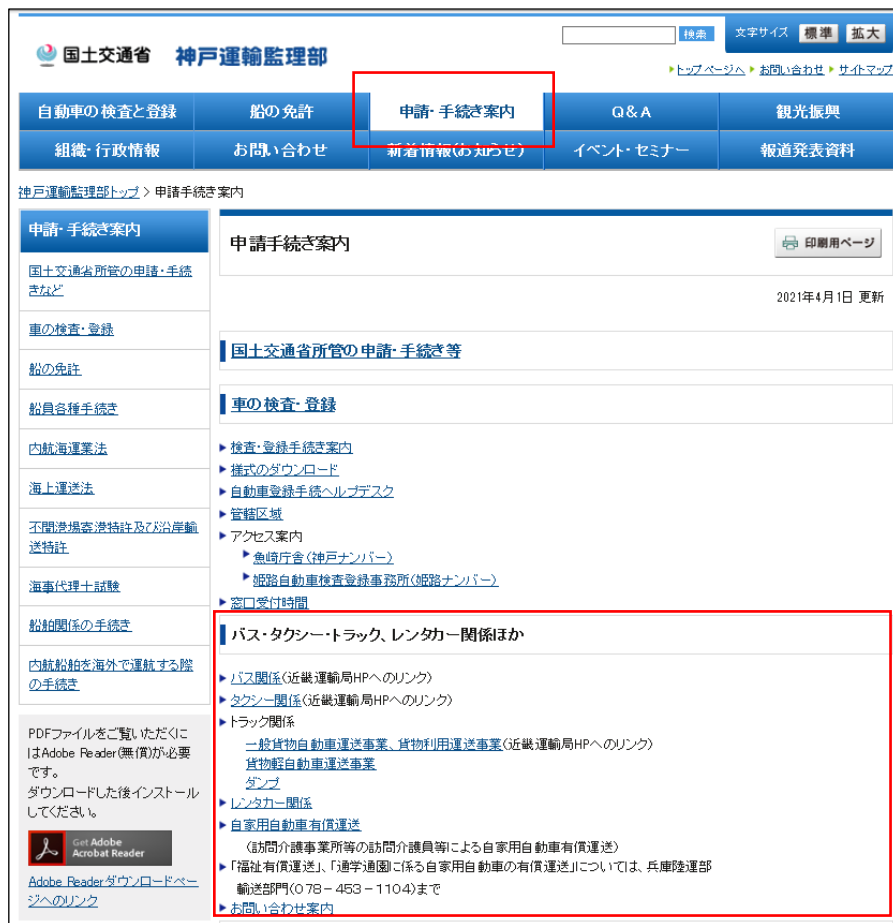 検索
文字サイズ 標準 拡大
国土交通省 神戸運輸監理部
トップページへ お問い合わせ サイトマップ
自動車の検査と登録 船の免許 申請・手続き案内 Q&A 観光振興
組織・行政情報 お問い合わせ 新着情報(お知らせ) イベント・セミナー 報道発表資料
神戸運輸監理部トップ > 申請手続き案内
申請・手続き案内
国土交通省所管の申請・手続
きなど
車の検査・登録
船の免許
船員各種手続き
内航海運業法
海上運送法
不開港場寄港特許及び沿岸輸
送特許
海事代理士試験
船舶関係の手続き
内航船舶を海外で運航する際
の手続き
PDFファイルをご覧いただくに
はAdobe Reader(無償)が必要
です。
ダウンロードした後インストール
してください。
Get Adobe
Acrobat Reader
Adobe Readerダウンロードペー
ジへのリンク
申請手続き案内
印刷用ページ
2021年4月1日 更新
国土交通省所管の申請・手続き等
車の検査・登録
検査・登録手続き案内
様式のダウンロード
自動車登録手続ヘルプデスク
管轄区域
アクセス案内
魚崎庁舎(神戸ナンバー)
姫路自動車検査登録事務所(姫路ナンバー)
窓口受付時間
バス・タクシー・トラック、レンタカー関係ほか
バス関係(近畿運輸局HPへのリンク)
タクシー関係(近畿運輸局HPへのリンク)
トラック関係
一般貨物自動車運送事業、貨物利用運送事業(近畿運輸局HPへのリンク)
貨物軽自動車運送事業
ダンプ
レンタカー関係
自家用自動車有償運送
(訪問介護事業所等の訪問介護員等による自家用自動車有償運送)
「福祉有償運送」、「通学通園に係る自家用自動車の有償運送」については、兵庫陸運部
輸送部門(078-453-1104)まで
お問い合わせ案内